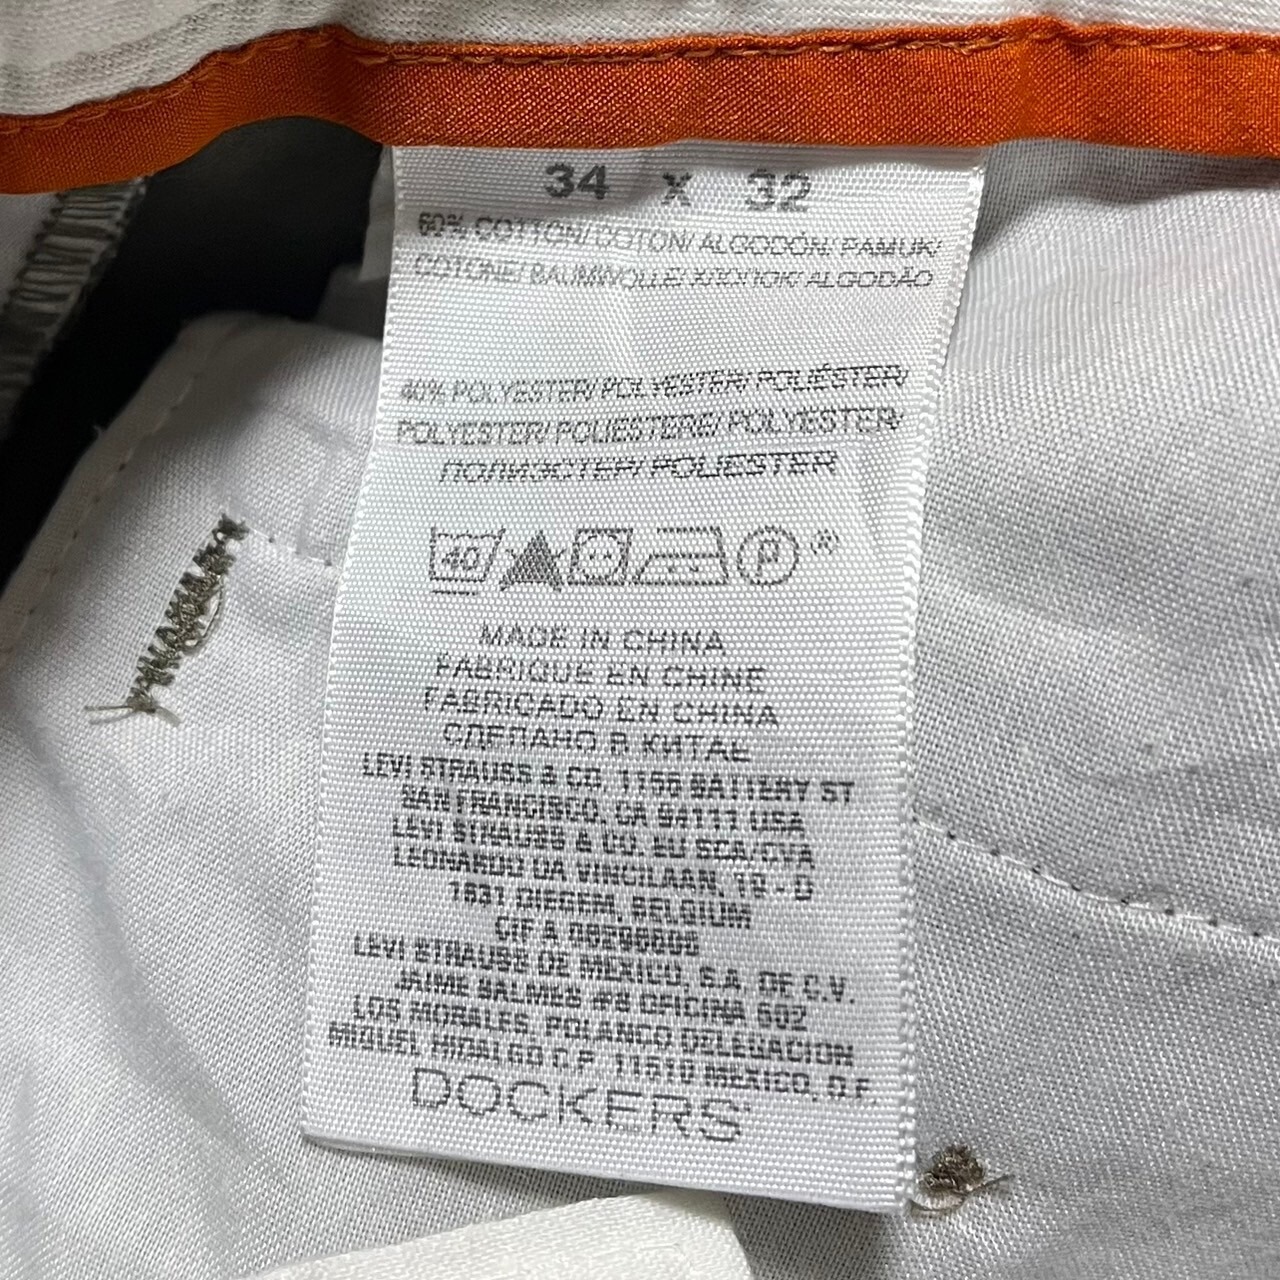 34 X 32
60% COTTON/COTON/ALGODÓN/PAMUK/
COTONE/BAUMWOLLE/ХЛОПОК/ALGODÃO
40% POLYESTER/POLYESTER/POLIÉSTER/
POLYESTER/POLIESTERE/POLYESTER/
ПОЛИЭСТЕР/POLIESTER
40 P ®
MADE IN CHINA
FABRIQUE EN CHINE
FABRICADO EN CHINA
СДЕЛАНО В КИТАЕ
LEVI STRAUSS & CO. 1155 BATTERY ST
SAN FRANCISCO, CA 94111 USA
LEVI STRAUSS & CO. EU SCA/CVA
LEONARDO DA VINCILAAN, 19 - D
1831 DIEGEM, BELGIUM
CIF A
LEVI STRAUSS DE MEXICO, S.A. DE C.V.
JAIME BALMES #8 OFICINA 602
LOS MORALES, POLANCO DELEGACION
MIGUEL HIDALGO C.P. 11510 MEXICO, D.F.
DOCKERS